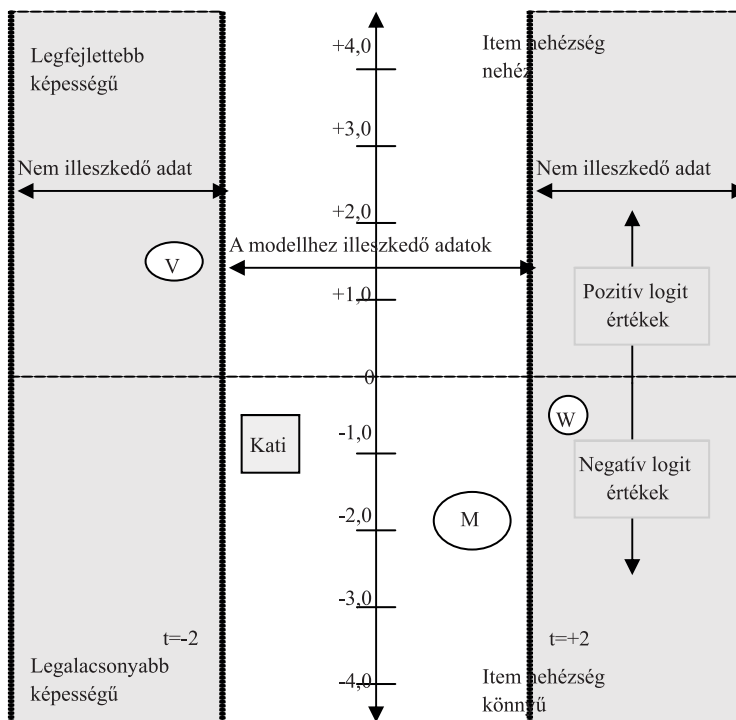 Legfejlettebb
képességű
+4,0
Item nehézség
nehéz
+3,0
Nem illeszkedő adat
Nem illeszkedő adat
+2,0
V
A modellhez illeszkedő adatok
+1,0
Pozitív logit
értékek
0
Kati
-1,0
W
Negatív logit
értékek
M
-2,0
-3,0
t=-2
t=+2
Legalacsonyabb
képességű
-4,0
Item nehézség
könnyű